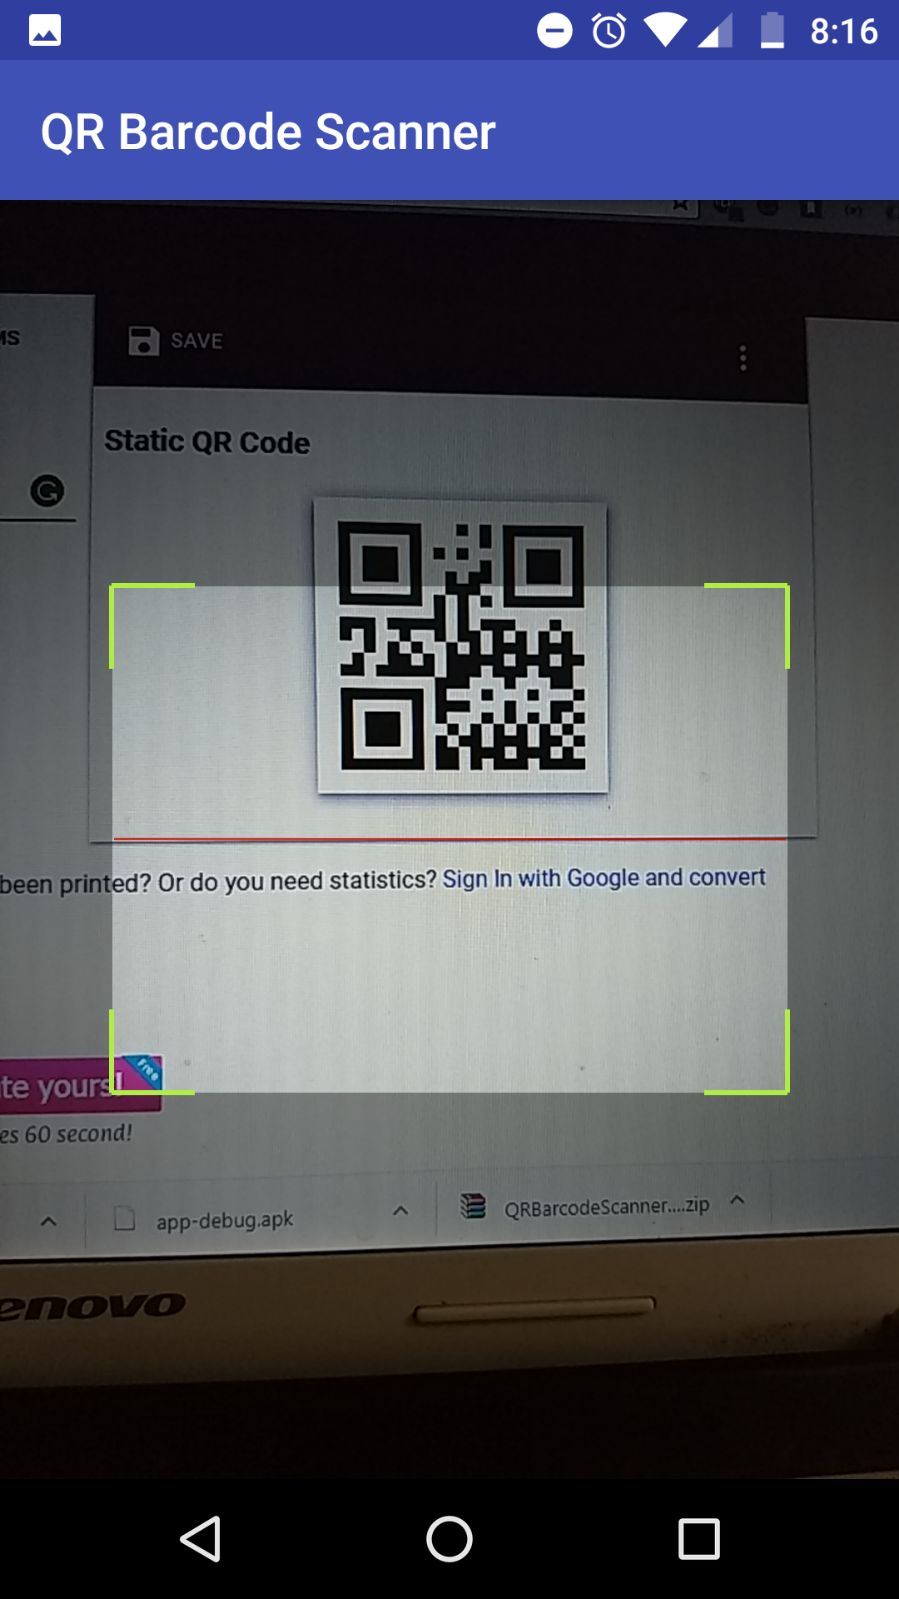 8:16
QR Barcode Scanner
MS
SAVE
Static QR Code
been printed? Or do you need statistics? Sign In with Google and convert
te yours!
Free
es 60 second!
app-debug.apk
QRBarcodeScanner....zip
enovo